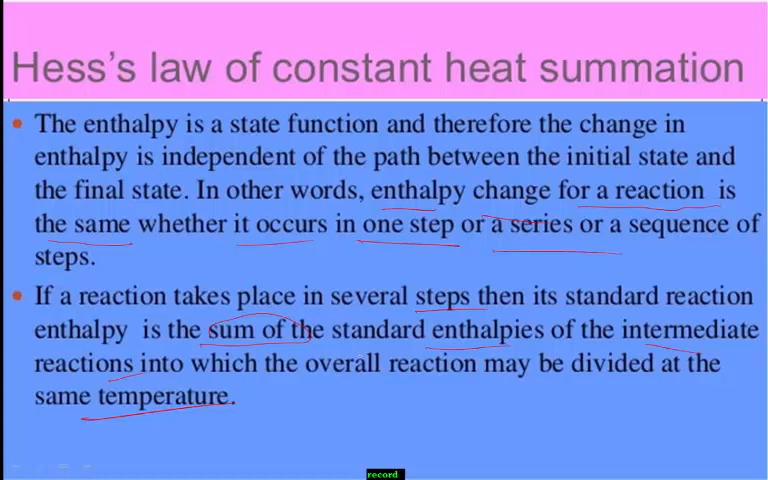 Hess's law of constant heat summation
The enthalpy is a state function and therefore the change in
enthalpy is independent of the path between the initial state and
the final state. In other words, enthalpy change for a reaction is
the same whether it occurs in one step or a series or a sequence of
steps.
If a reaction takes place in several steps then its standard reaction
enthalpy is the sum of the standard enthalpies of the intermediate
reactions into which the overall reaction may be divided at the
same temperature.
record